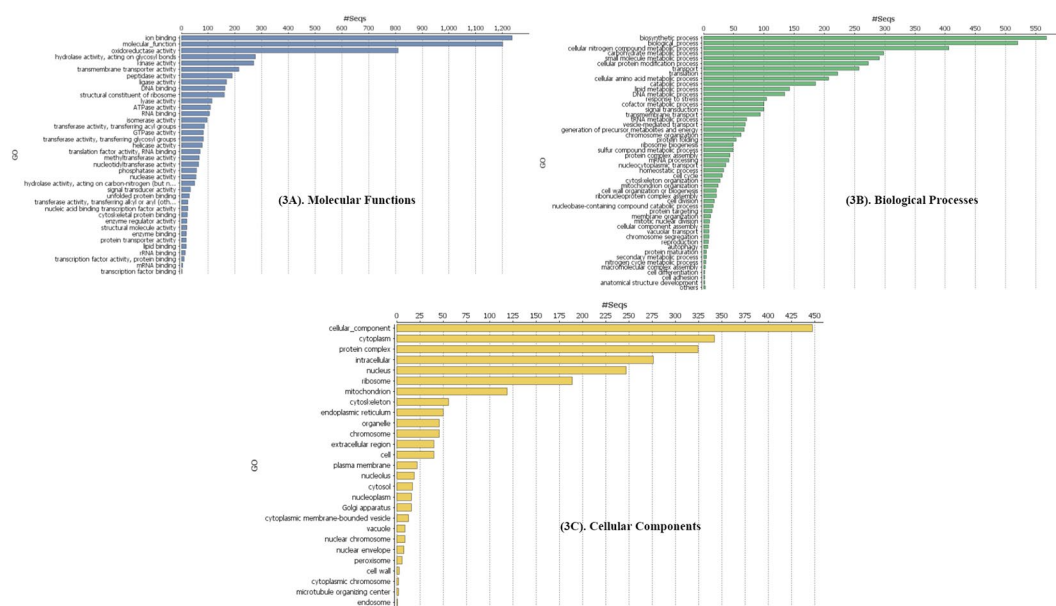 #Seqs
0 100 200 300 400 500 600 700 800 900 1,000 1,100 1,200
ion binding
molecular_function
oxidoreductase activity
hydrolase activity, acting on glycosyl bonds
kinase activity
transmembrane transporter activity
peptidase activity
ligase activity
DNA binding
structural constituent of ribosome
lyase activity
ATPase activity
RNA binding
isomerase activity
transferase activity, transferring acyl groups
GTPase activity
transferase activity, transferring glycosyl groups
helicase activity
translation factor activity, RNA binding
methyltransferase activity
nucleotidyltransferase activity
phosphatase activity
nuclease activity
hydrolase activity, acting on carbon-nitrogen (but n...
signal transducer activity
unfolded protein binding
transferase activity, transferring alkyl or aryl (oth...
nucleic acid binding transcription factor activity
cytoskeletal protein binding
enzyme regulator activity
structural molecule activity
enzyme binding
protein transporter activity
lipid binding
rRNA binding
transcription factor activity, protein binding
mRNA binding
transcription factor binding
GO
(3A). Molecular Functions
#Seqs
0 50 100 150 200 250 300 350 400 450 500 550
biosynthetic process
biological_process
cellular nitrogen compound metabolic process
carbohydrate metabolic process
small molecule metabolic process
cellular protein modification process
transport
translation
cellular amino acid metabolic process
catabolic process
lipid metabolic process
DNA metabolic process
response to stress
cofactor metabolic process
signal transduction
transmembrane transport
tRNA metabolic process
vesicle-mediated transport
generation of precursor metabolites and energy
chromosome organization
protein folding
ribosome biogenesis
sulfur compound metabolic process
protein complex assembly
mRNA processing
nucleocytoplasmic transport
homeostatic process
cell cycle
cytoskeleton organization
mitochondrion organization
cell wall organization or biogenesis
ribonucleoprotein complex assembly
cell division
nucleobase-containing compound catabolic process
protein targeting
membrane organization
mitotic nuclear division
cellular component assembly
vacuolar transport
chromosome segregation
reproduction
autophagy
protein maturation
secondary metabolic process
nitrogen cycle metabolic process
macromolecular complex assembly
cell differentiation
cell adhesion
anatomical structure development
others
GO
(3B). Biological Processes
#Seqs
0 25 50 75 100 125 150 175 200 225 250 275 300 325 350 375 400 425 450
cellular_component
cytoplasm
protein complex
intracellular
nucleus
ribosome
mitochondrion
cytoskeleton
endoplasmic reticulum
organelle
chromosome
extracellular region
cell
plasma membrane
nucleolus
cytosol
nucleoplasm
Golgi apparatus
cytoplasmic membrane-bounded vesicle
vacuole
nuclear chromosome
nuclear envelope
peroxisome
cell wall
cytoplasmic chromosome
microtubule organizing center
endosome
GO
(3C). Cellular Components